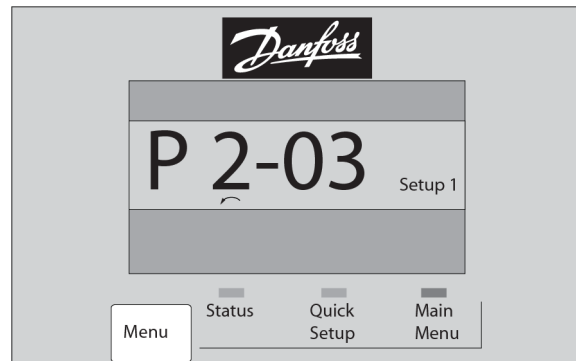 Danfoss
P 2-03
Setup 1
Menu
Status
Quick
Setup
Main
Menu